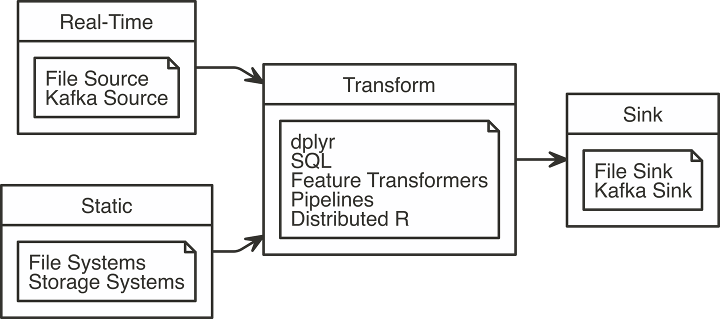 Real-Time
File Source
Kafka Source
Static
File Systems
Storage Systems
Transform
dplyr
SQL
Feature Transformers
Pipelines
Distributed R
Sink
File Sink
Kafka Sink